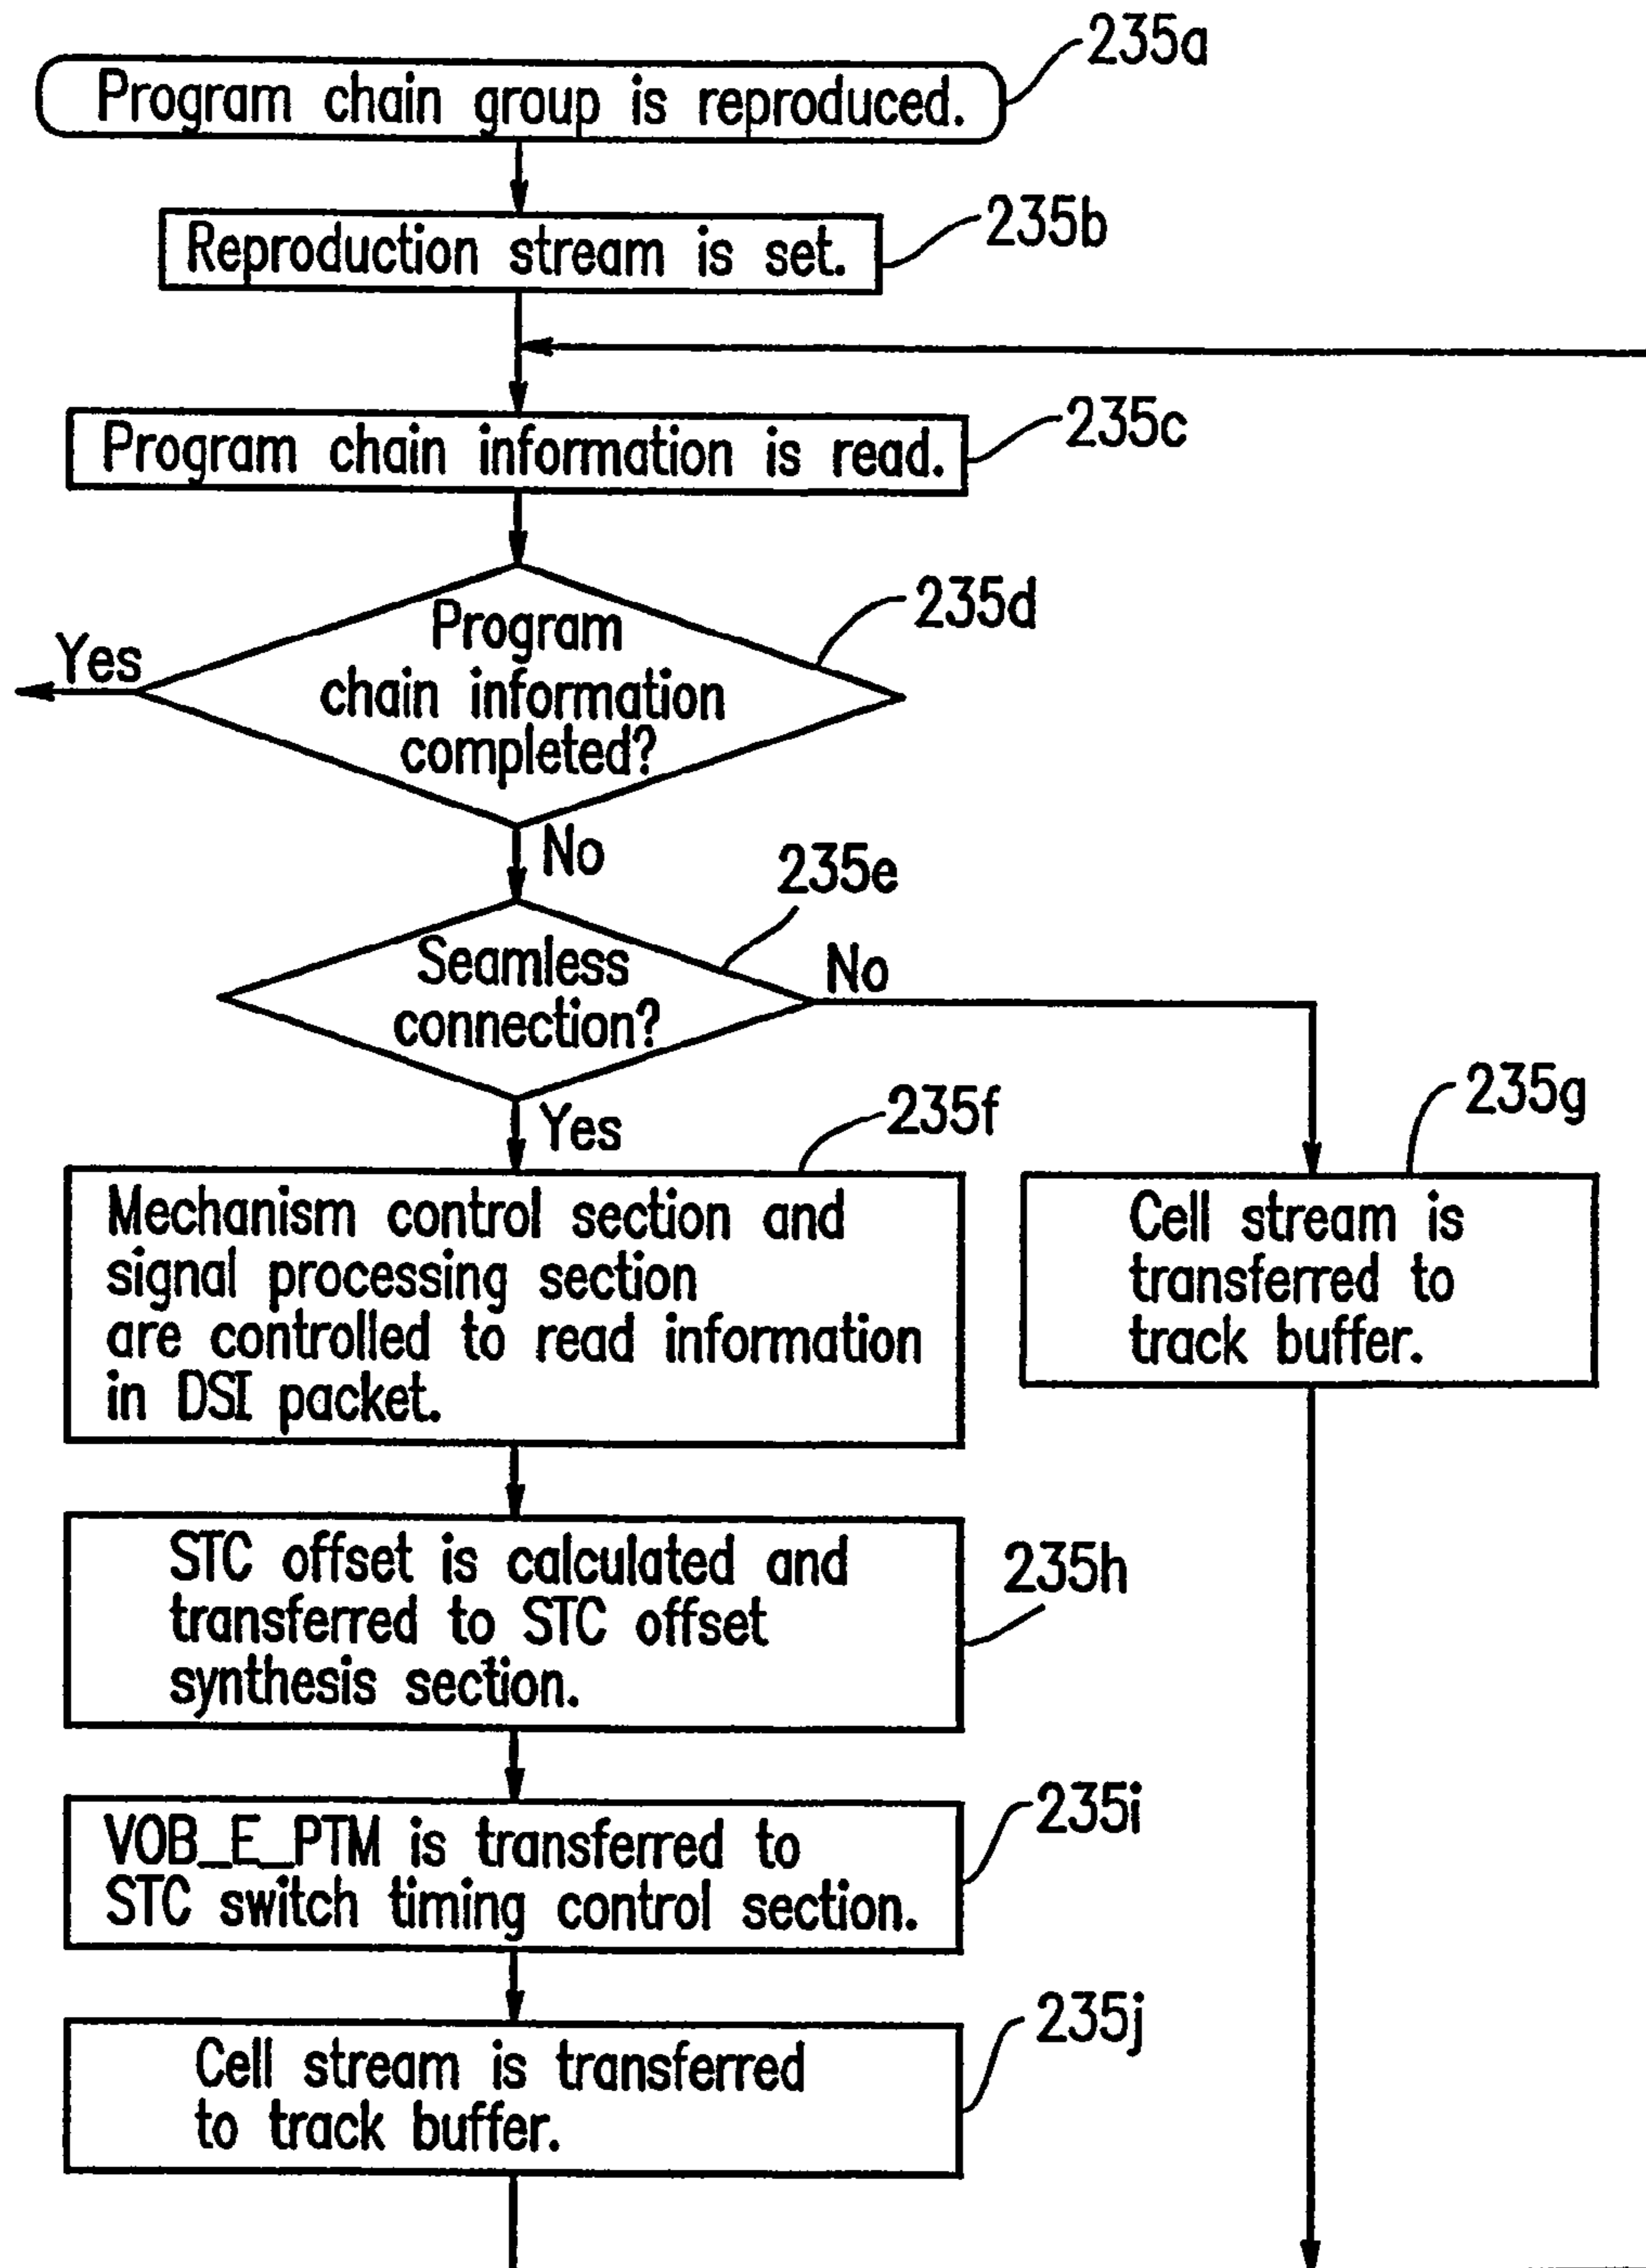 235a
Program chain group is reproduced.
235b
Reproduction stream is set.
235c
Program chain information is read.
235d
Program
chain information
completed?
Yes
No
235e
Seamless
connection?
No
Yes
235f
Mechanism control section and
signal processing section
are controlled to read information
in DSI packet.
235g
Cell stream is
transferred to
track buffer.
STC offset is calculated and
transferred to STC offset
synthesis section.
235h
VOB_E_PTM is transferred to
STC switch timing control section.
235i
Cell stream is transferred
to track buffer.
235j